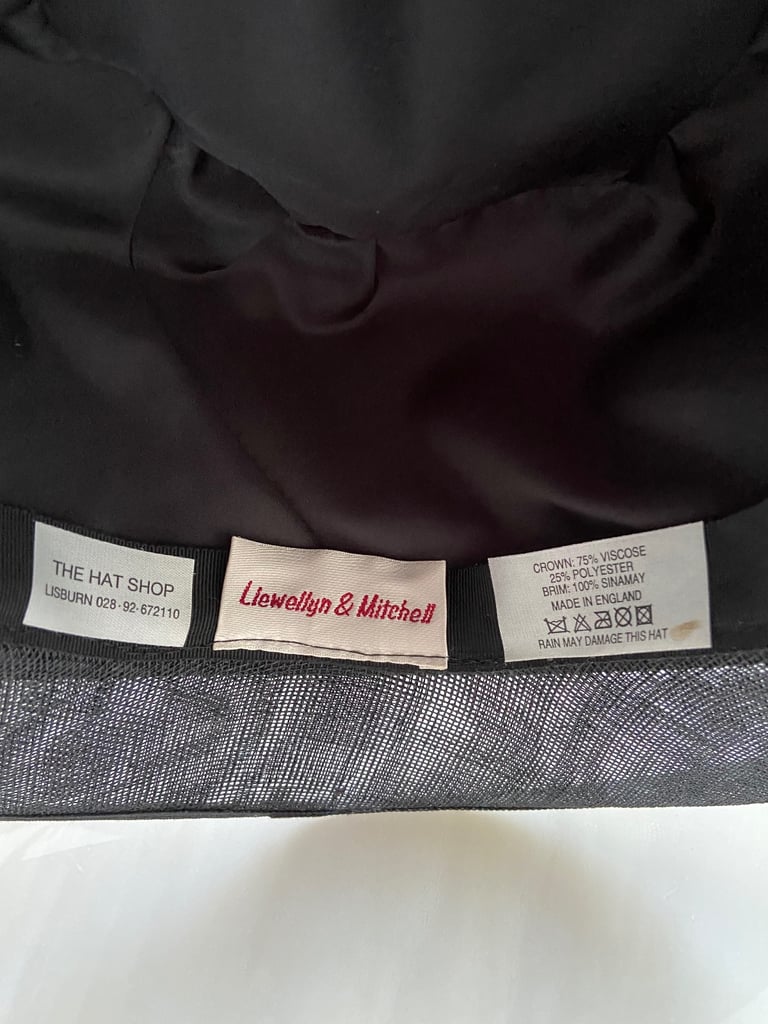 THE HAT SHOP
LISBURN 028·92·672110
Llewellyn & Mitchell
CROWN: 75% VISCOSE
25% POLYESTER
BRIM: 100% SINAMAY
MADE IN ENGLAND
RAIN MAY DAMAGE THIS HAT